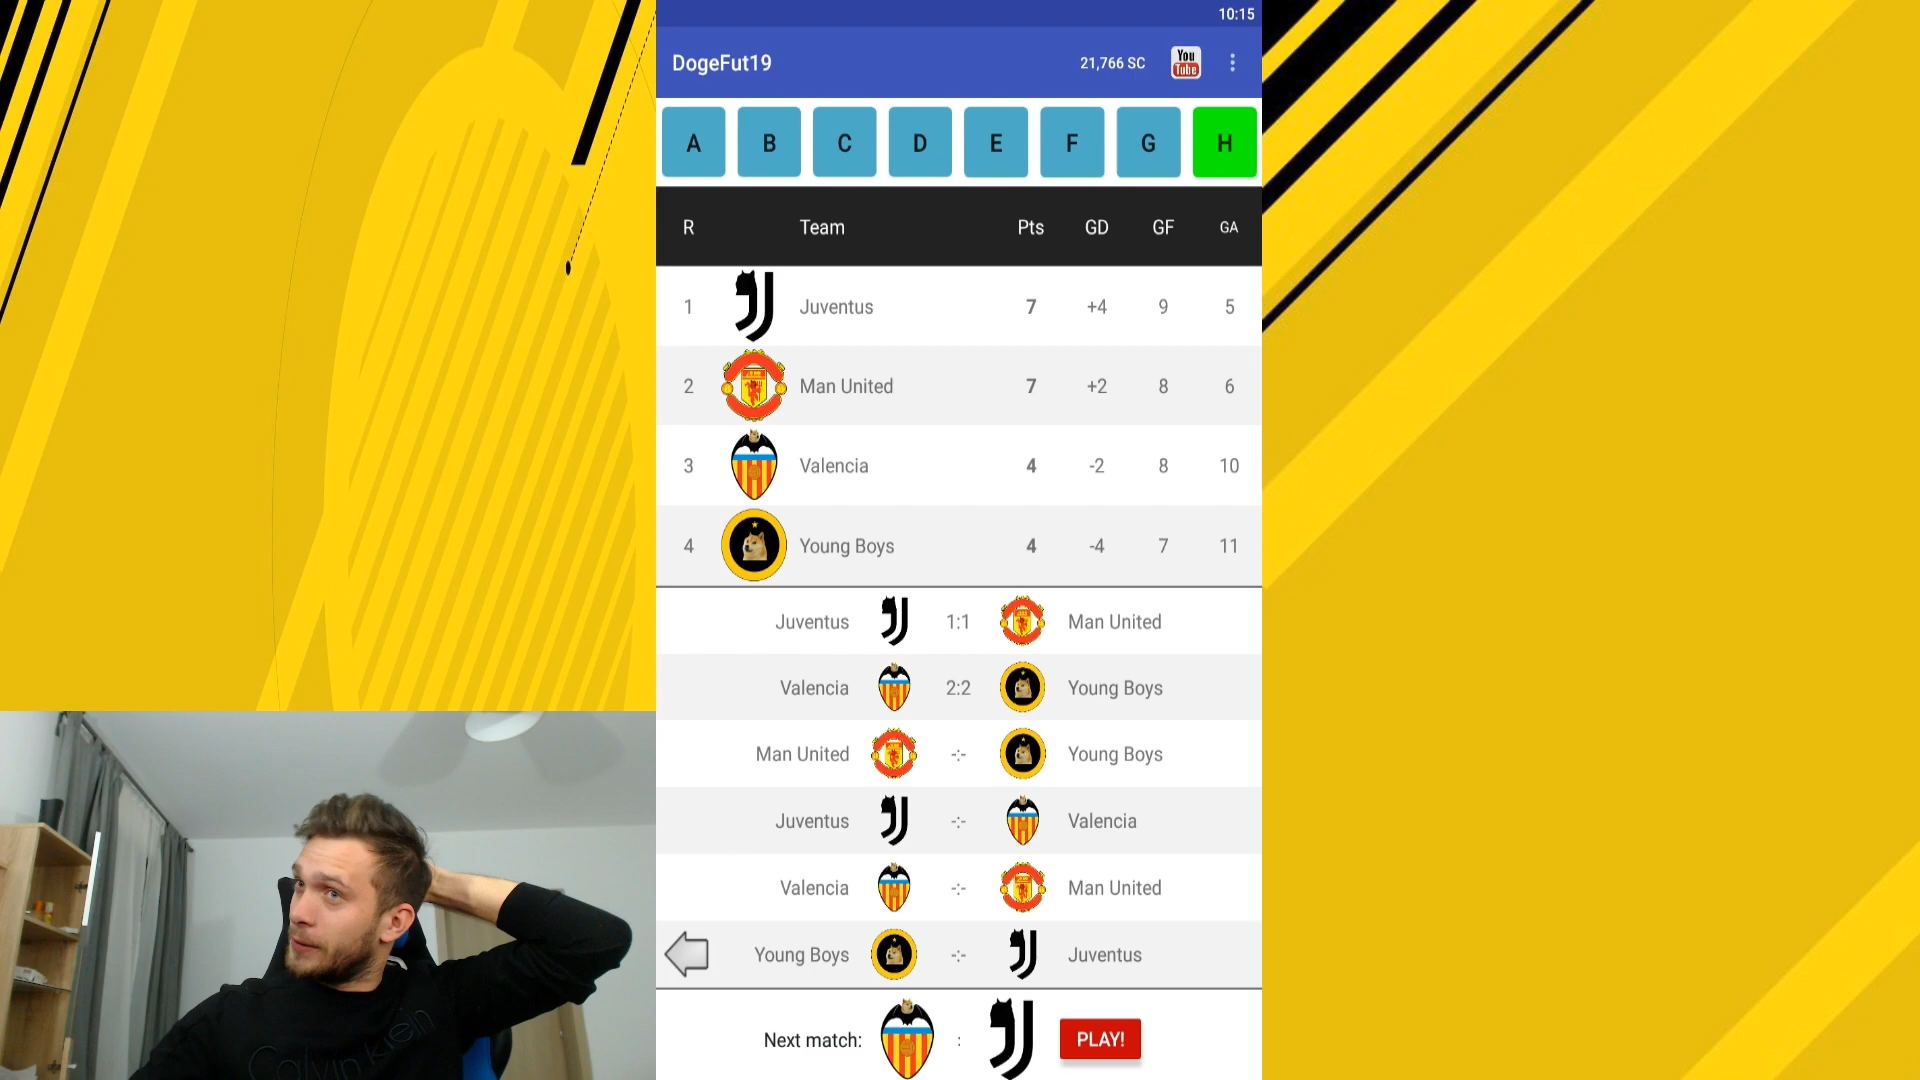 10:15
DogeFut19 21,766 SC You Tube
A B C D E F G H
R Team Pts GD GF GA
1 Juventus 7 +4 9 5
2 Man United 7 +2 8 6
3 Valencia 4 -2 8 10
4 Young Boys 4 -4 7 11
Juventus 1:1 Man United
Valencia 2:2 Young Boys
Man United -:- Young Boys
Juventus -:- Valencia
Valencia -:- Man United
Young Boys -:- Juventus
Next match: : PLAY!
Calvin Klein